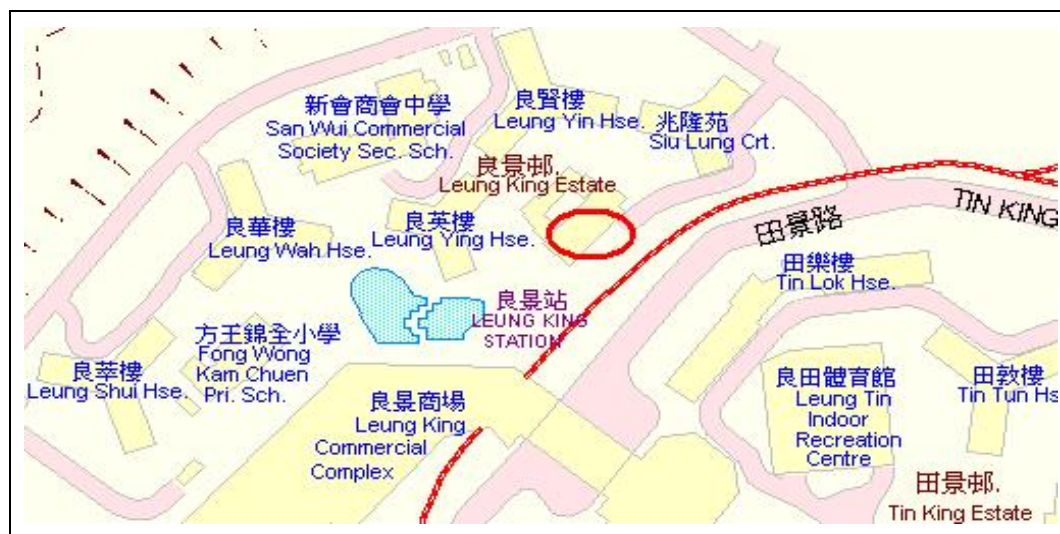 新會商會中學
San Wui Commercial
Society Sec. Sch.
良賢樓
Leung Yin Hse.
兆隆苑
Siu Lung Crt.
良景邨.
Leung King Estate
良華樓
Leung Wah Hse.
良英樓
Leung Ying Hse.
田景路
TIN KING
田樂樓
Tin Lok Hse.
良景站
LEUNG KING
STATION
方王錦全小學
Fong Wong
Kam Chuen
Pri. Sch.
良萃樓
Leung Shui Hse.
良景商場
Leung King
Commercial
Complex
良田體育館
Leung Tin
Indoor
Recreation
Centre
田敦樓
Tin Tun Hs
田景邨.
Tin King Estate